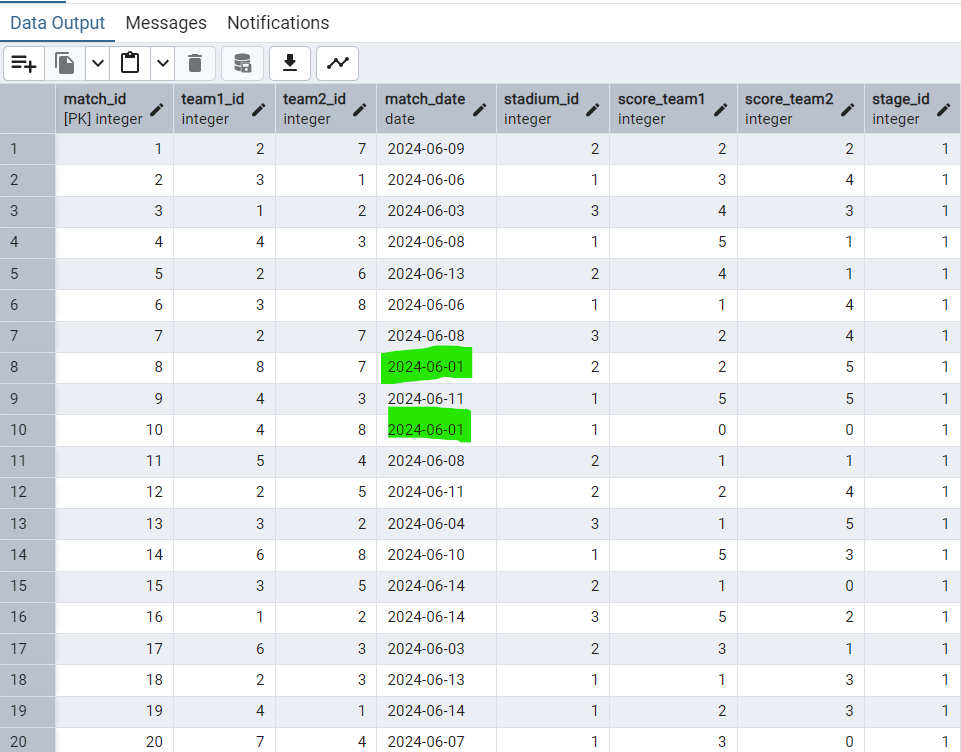 Data Output Messages Notifications
match_id team1_id team2_id match_date stadium_id score_team1 score_team2 stage_id
[PK] integer integer integer date integer integer integer integer
1 1 2 7 2024-06-09 2 2 2 1
2 2 3 1 2024-06-06 1 3 4 1
3 3 1 2 2024-06-03 3 4 3 1
4 4 4 3 2024-06-08 1 5 1 1
5 5 2 6 2024-06-13 2 4 1 1
6 6 3 8 2024-06-06 1 1 4 1
7 7 2 7 2024-06-08 3 2 4 1
8 8 8 7 2024-06-01 2 2 5 1
9 9 4 3 2024-06-11 1 5 5 1
10 10 4 8 2024-06-01 1 0 0 1
11 11 5 4 2024-06-08 2 1 1 1
12 12 2 5 2024-06-11 2 2 4 1
13 13 3 2 2024-06-04 3 1 5 1
14 14 6 8 2024-06-10 1 5 3 1
15 15 3 5 2024-06-14 2 1 0 1
16 16 1 2 2024-06-14 3 5 2 1
17 17 6 3 2024-06-03 2 3 1 1
18 18 2 3 2024-06-13 1 1 3 1
19 19 4 1 2024-06-14 1 2 3 1
20 20 7 4 2024-06-07 1 3 0 1